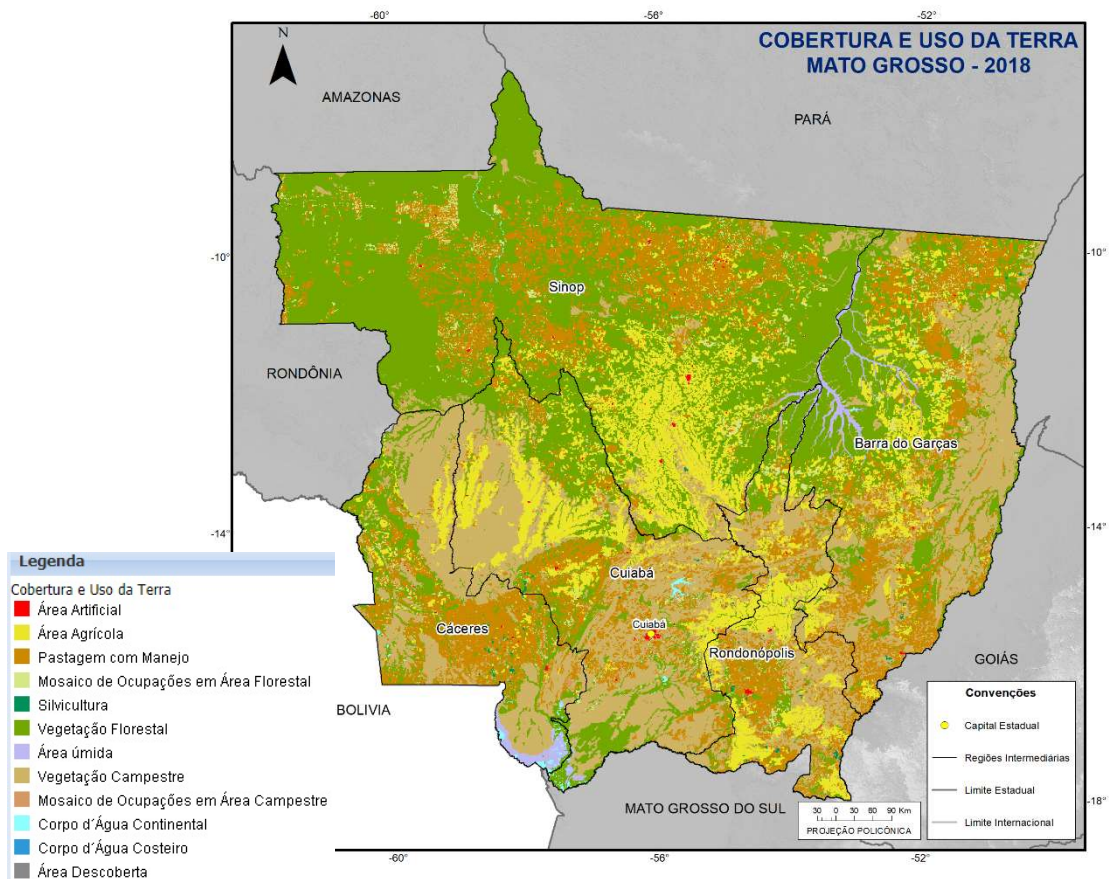 -60°
-56°
-52°
N
COBERTURA E USO DA TERRA
MATO GROSSO - 2018
AMAZONAS
PARÁ
-10°
-10°
Sinop
RONDÔNIA
Barra do Garças
-14°
-14°
Legenda
Cobertura e Uso da Terra
Área Artificial
Área Agrícola
Pastagem com Manejo
Mosaico de Ocupações em Área Florestal
Silvicultura
Vegetação Florestal
Área úmida
Vegetação Campestre
Mosaico de Ocupações em Área Campestre
Corpo d´Água Continental
Corpo d´Água Costeiro
Área Descoberta
Cuiabá
Cáceres
Cuiabá
Rondonópolis
GOIÁS
BOLIVIA
MATO GROSSO DO SUL
Convenções
Capital Estadual
Regiões Intermediárias
Limite Estadual
Limite Internacional
30 0 30 60 90 Km
PROJEÇÃO POLICÔNICA
-18°
-60°
-56°
-52°